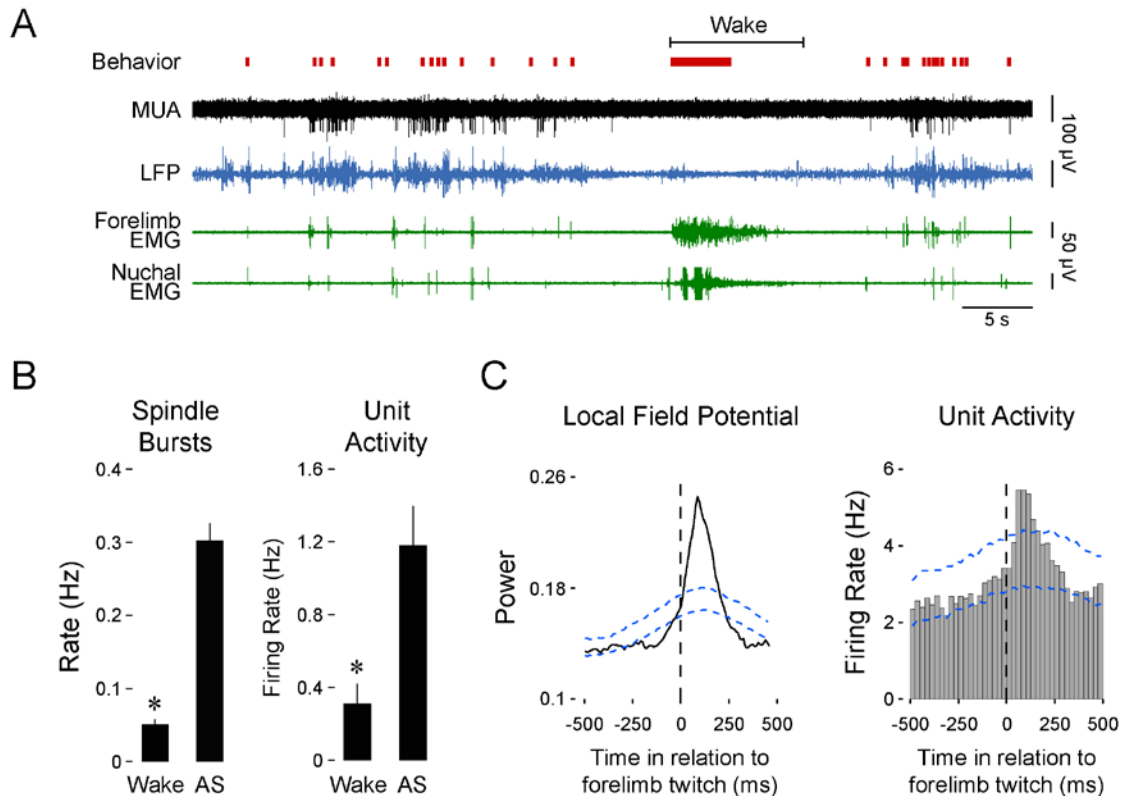 A
Wake
Behavior
MUA
100 µV
LFP
Forelimb
EMG
50 µV
Nuchal
EMG
5 s
B
C
Spindle
Bursts
Unit
Activity
Local Field Potential
Unit Activity
0.4
0.3
0.2
0.1
0
Rate (Hz)
*
Wake AS
1.6
1.2
0.8
0.4
0
Firing Rate (Hz)
*
Wake AS
0.26
0.18
0.1
Power
-500 -250 0 250 500
Time in relation to
forelimb twitch (ms)
6
4
2
0
Firing Rate (Hz)
-500 -250 0 250 500
Time in relation to
forelimb twitch (ms)